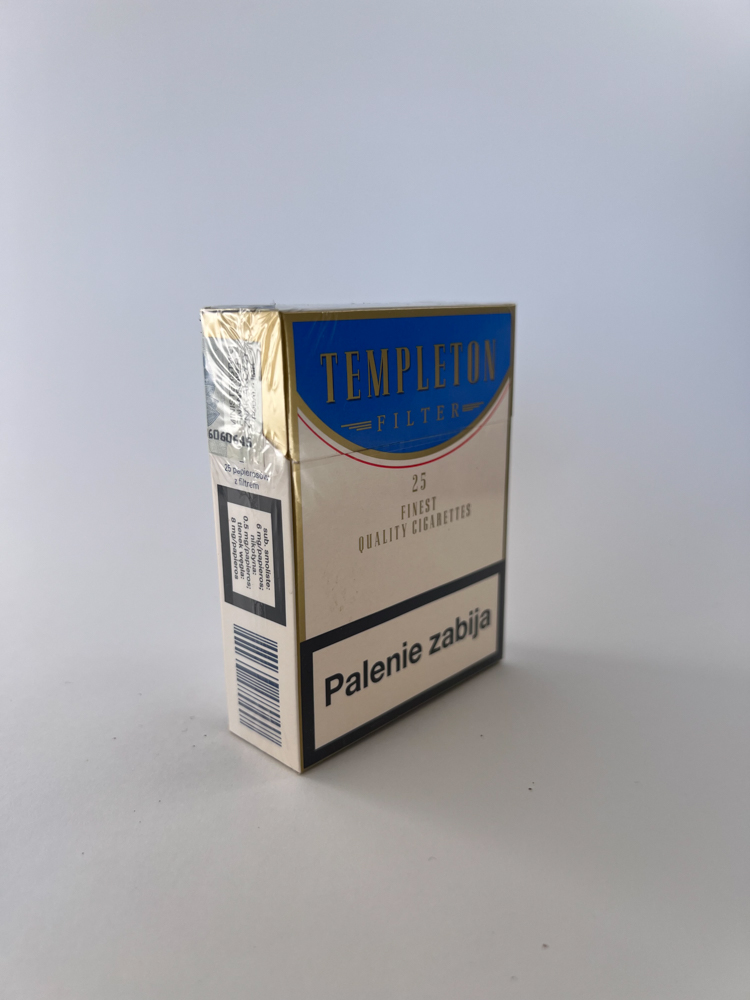 TEMPLETON
FILTER
25
FINEST
QUALITY CIGARETTES
Palenie zabija
25 papierosów
z filtrem
sub. smoliste:
6 mg/papieros;
nikotyna:
0,5 mg/papieros;
tlenek węgla:
8 mg/papieros